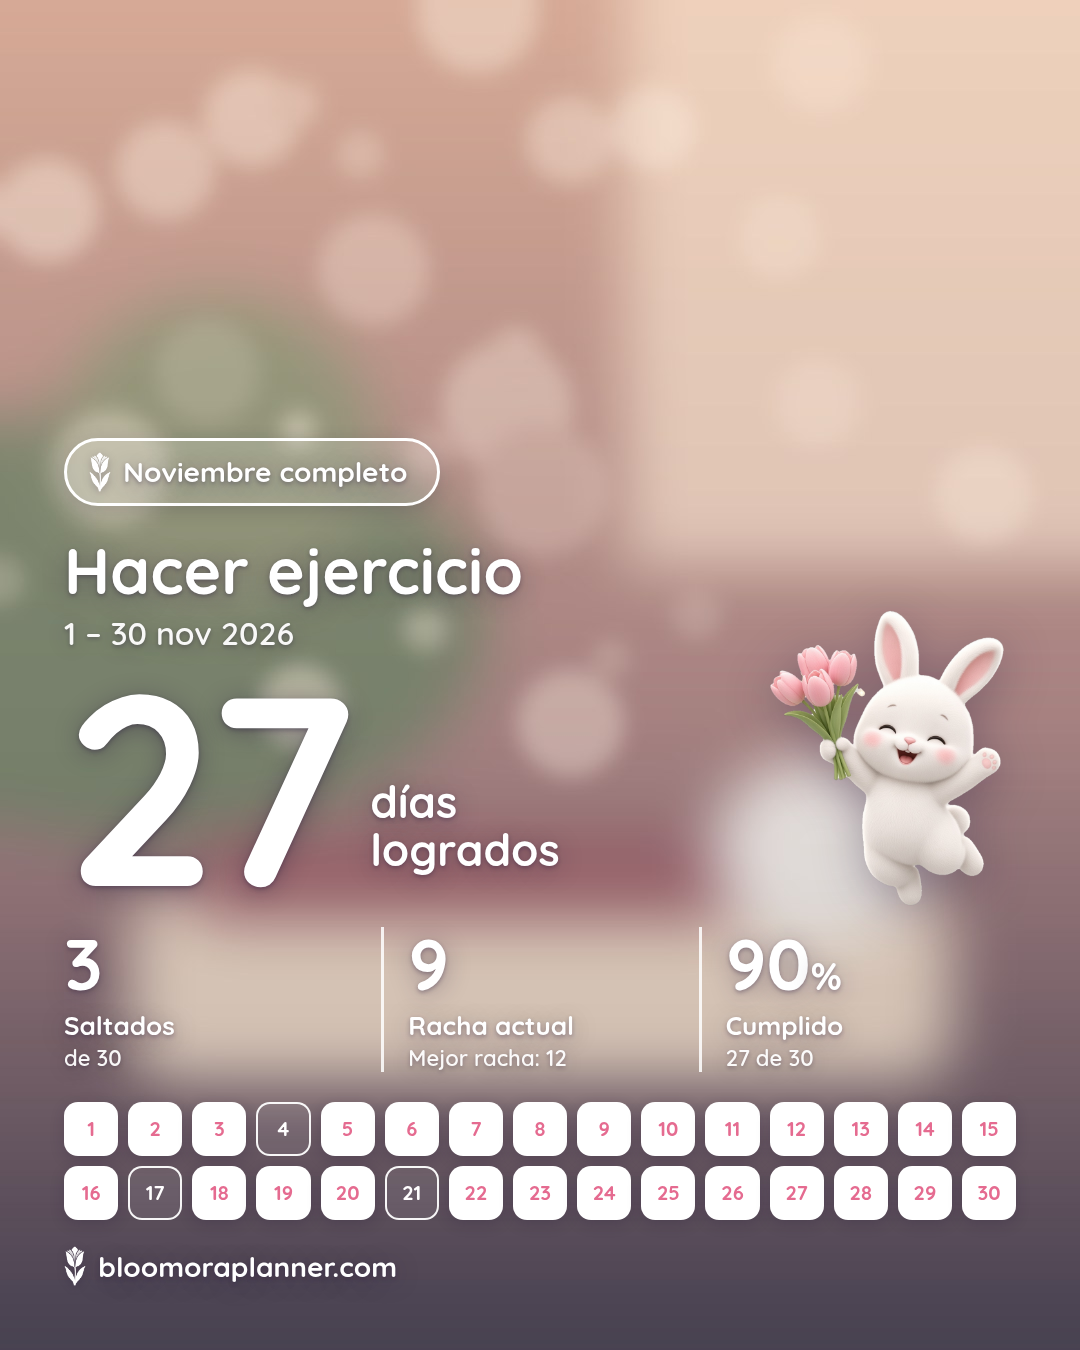 Noviembre completo
Hacer ejercicio
1 – 30 nov 2026
27 días
logrados
3
Saltados
de 30
9
Racha actual
Mejor racha: 12
90%
Cumplido
27 de 30
1 2 3 4 5 6 7 8 9 10 11 12 13 14 15
16 17 18 19 20 21 22 23 24 25 26 27 28 29 30
bloomoraplanner.com